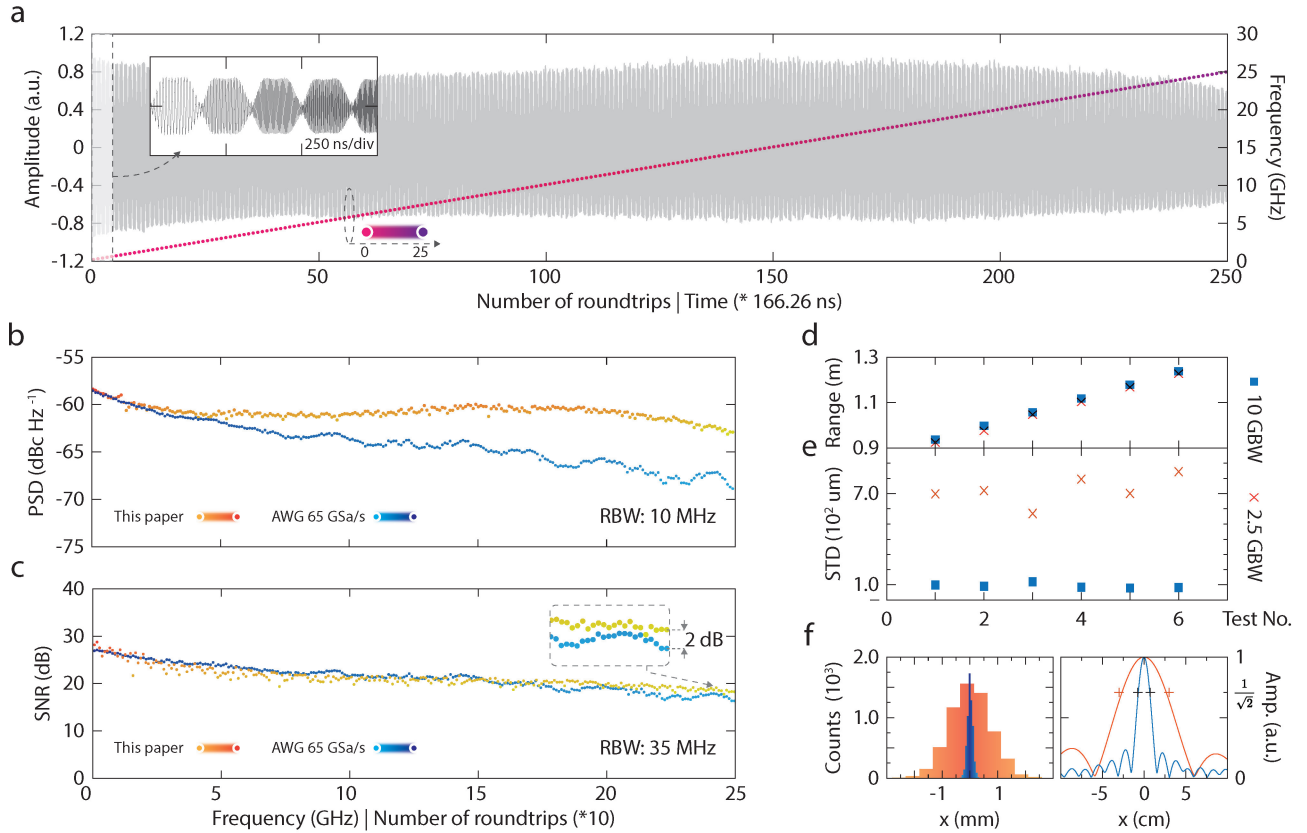 a
1.2
0.8
0.4
0
-0.4
-0.8
-1.2
Amplitude (a.u.)
250 ns/div
0
25
30
25
20
15
10
5
0
Frequency (GHz)
0
50
100
150
200
250
Number of roundtrips | Time (* 166.26 ns)
b
-55
-60
-65
-70
-75
PSD (dBc Hz⁻¹)
This paper
AWG 65 GSa/s
RBW: 10 MHz
c
40
30
20
10
0
SNR (dB)
2 dB
This paper
AWG 65 GSa/s
RBW: 35 MHz
0
5
10
15
20
25
Frequency (GHz) | Number of roundtrips (*10)
d
1.3
1.1
0.9
Range (m)
10 GBW
2.5 GBW
e
7.0
1.0
STD (10² um)
0
2
4
6
Test No.
f
2.0
1.0
0
Counts (10³)
-1
1
x (mm)
1
1/√2
0
Amp. (a.u.)
-5
0
5
x (cm)